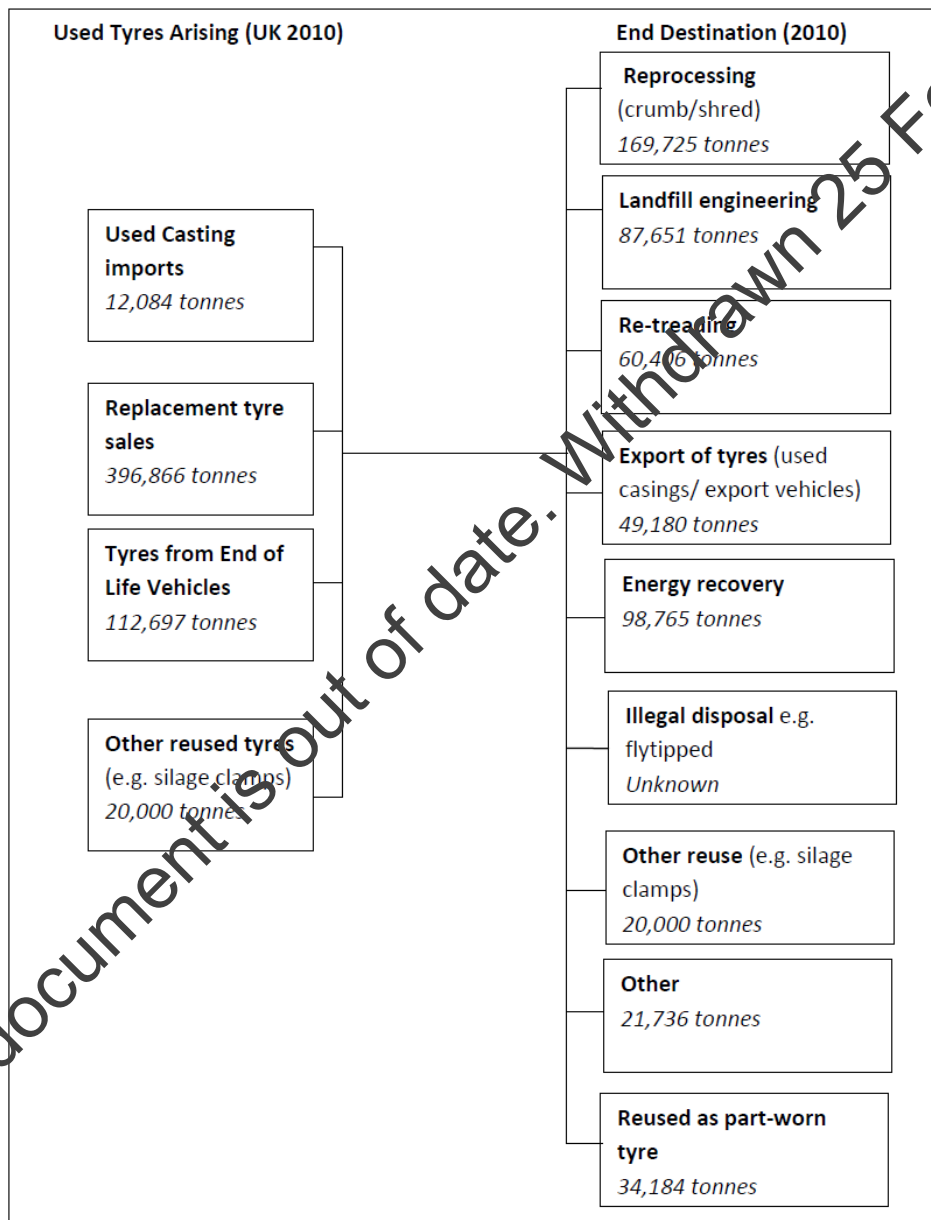 Used Tyres Arising (UK 2010)
End Destination (2010)
Used Casting
imports
12,084 tonnes
Replacement tyre
sales
396,866 tonnes
Tyres from End of
Life Vehicles
112,697 tonnes
Other reused tyres
(e.g. silage clamps)
20,000 tonnes
Reprocessing
(crumb/shred)
169,725 tonnes
Landfill engineering
87,651 tonnes
Re-treading
60,406 tonnes
Export of tyres (used
casings/ export vehicles)
49,180 tonnes
Energy recovery
98,765 tonnes
Illegal disposal e.g.
flytipped
Unknown
Other reuse (e.g. silage
clamps)
20,000 tonnes
Other
21,736 tonnes
Reused as part-worn
tyre
34,184 tonnes
document is out of date. Withdrawn 25 Fe